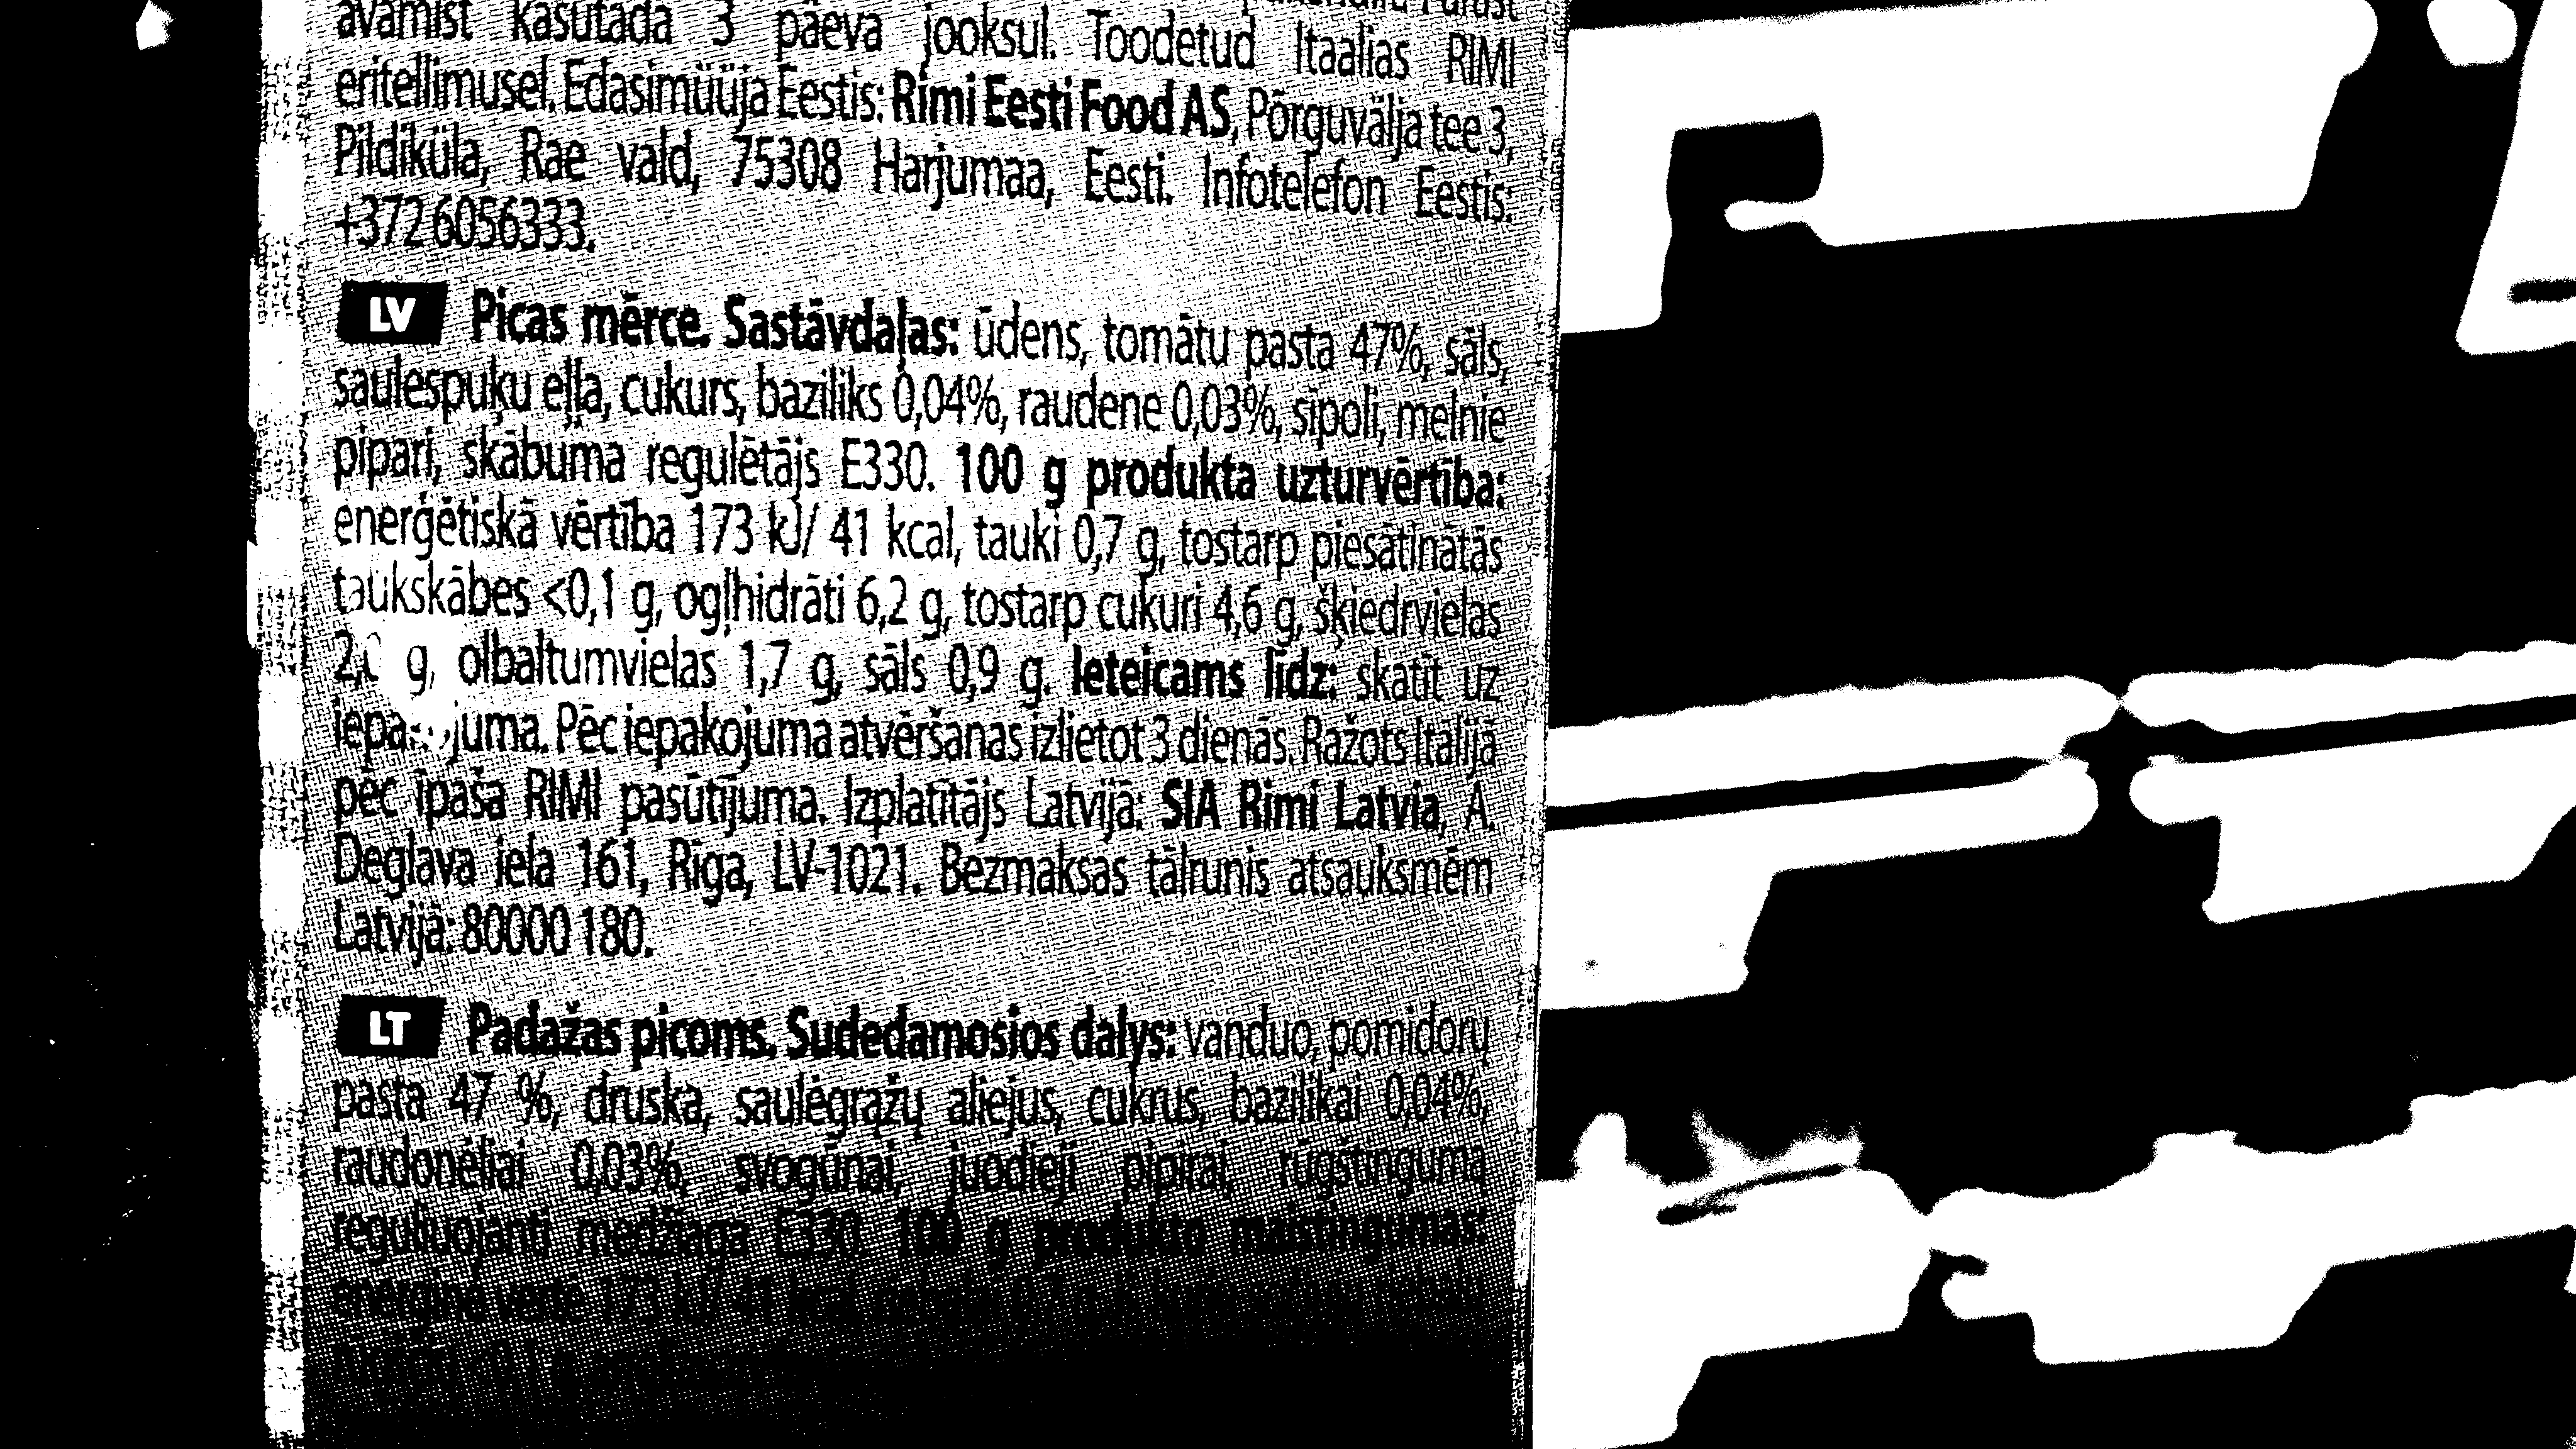 avamist kasutada 3 päeva jooksul. Toodetud Itaalias RIMI
eritellimusel. Edasimüüja Eestis: Rimi Eesti Food AS, Põrguvälja tee 3,
Pildiküla, Rae vald, 75308 Harjumaa, Eesti. Infotelefon Eestis:
+372 6056333.
LV Picas mērce. Sastāvdaļas: ūdens, tomātu pasta 47%, sāls,
saulespuķu eļļa, cukurs, baziliks 0,04%, raudene 0,03%, sīpoli, melnie
pipari, skābuma regulētājs E330. 100 g produkta uzturvērtība:
enerģētiskā vērtība 173 kJ/ 41 kcal, tauki 0,7 g, tostarp piesātinātās
taukskābes <0,1 g, ogļhidrāti 6,2 g, tostarp cukuri 4,6 g, šķiedrvielas
g, olbaltumvielas 1,7 g, sāls 0,9 g. Ieteicams līdz: skatīt uz
iepakojuma. Pēc iepakojuma atvēršanas izlietot 3 dienās. Ražots Itālijā
pēc īpaša RIMI pasūtījuma. Izplatītājs Latvijā: SIA Rimi Latvia, A.
Deglava iela 161, Rīga, LV-1021. Bezmaksas tālrunis atsauksmēm
Latvijā: 80000 180.
LT Padažas picoms. Sudedamosios dalys: vanduo, pomidorų
pasta 47 %, druska, saulėgrąžų aliejus, cukrus, bazilikai 0,04%,
raudonėliai 0,03%, svogūnai, juodieji pipirai, rūgštingumą
reguliuojanti medžiaga E330. 100 g produkto maistingumas: